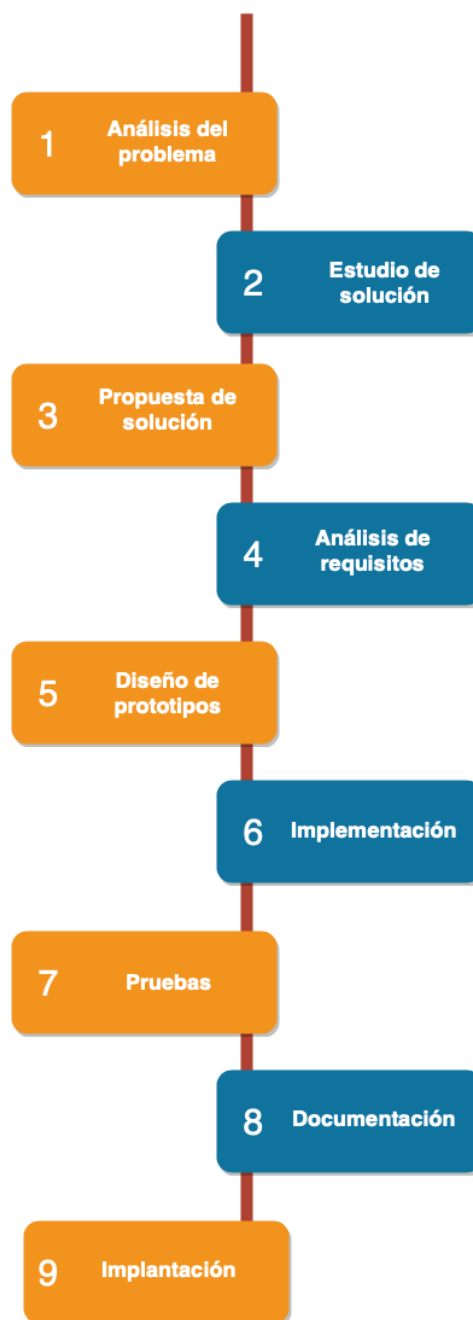 1
Análisis del
problema
2
Estudio de
solución
3
Propuesta de
solución
4
Análisis de
requisitos
5
Diseño de
prototipos
6 Implementación
7 Pruebas
8 Documentación
9 Implantación